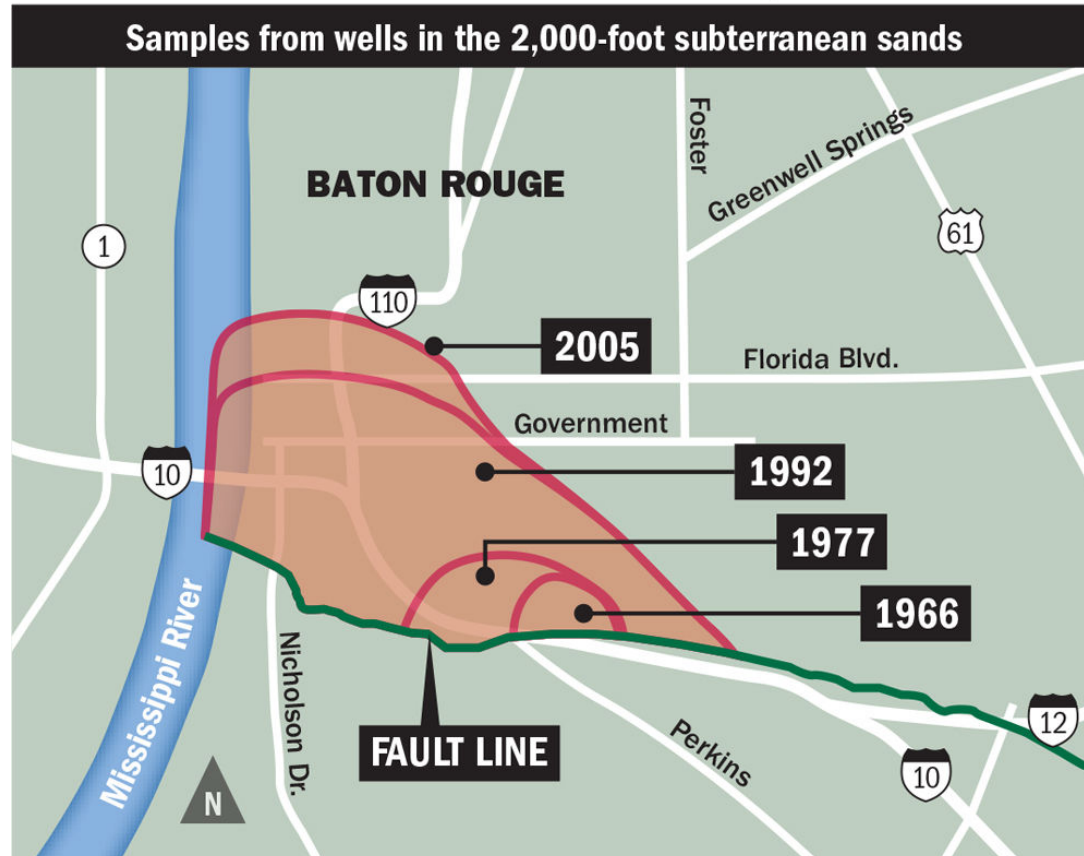 Samples from wells in the 2,000-foot subterranean sands
Foster
Greenwell Springs
BATON ROUGE
61
1
110
2005
Florida Blvd.
Government
1992
10
1977
1966
Mississippi River
Nicholson Dr.
FAULT LINE
Perkins
12
10
N